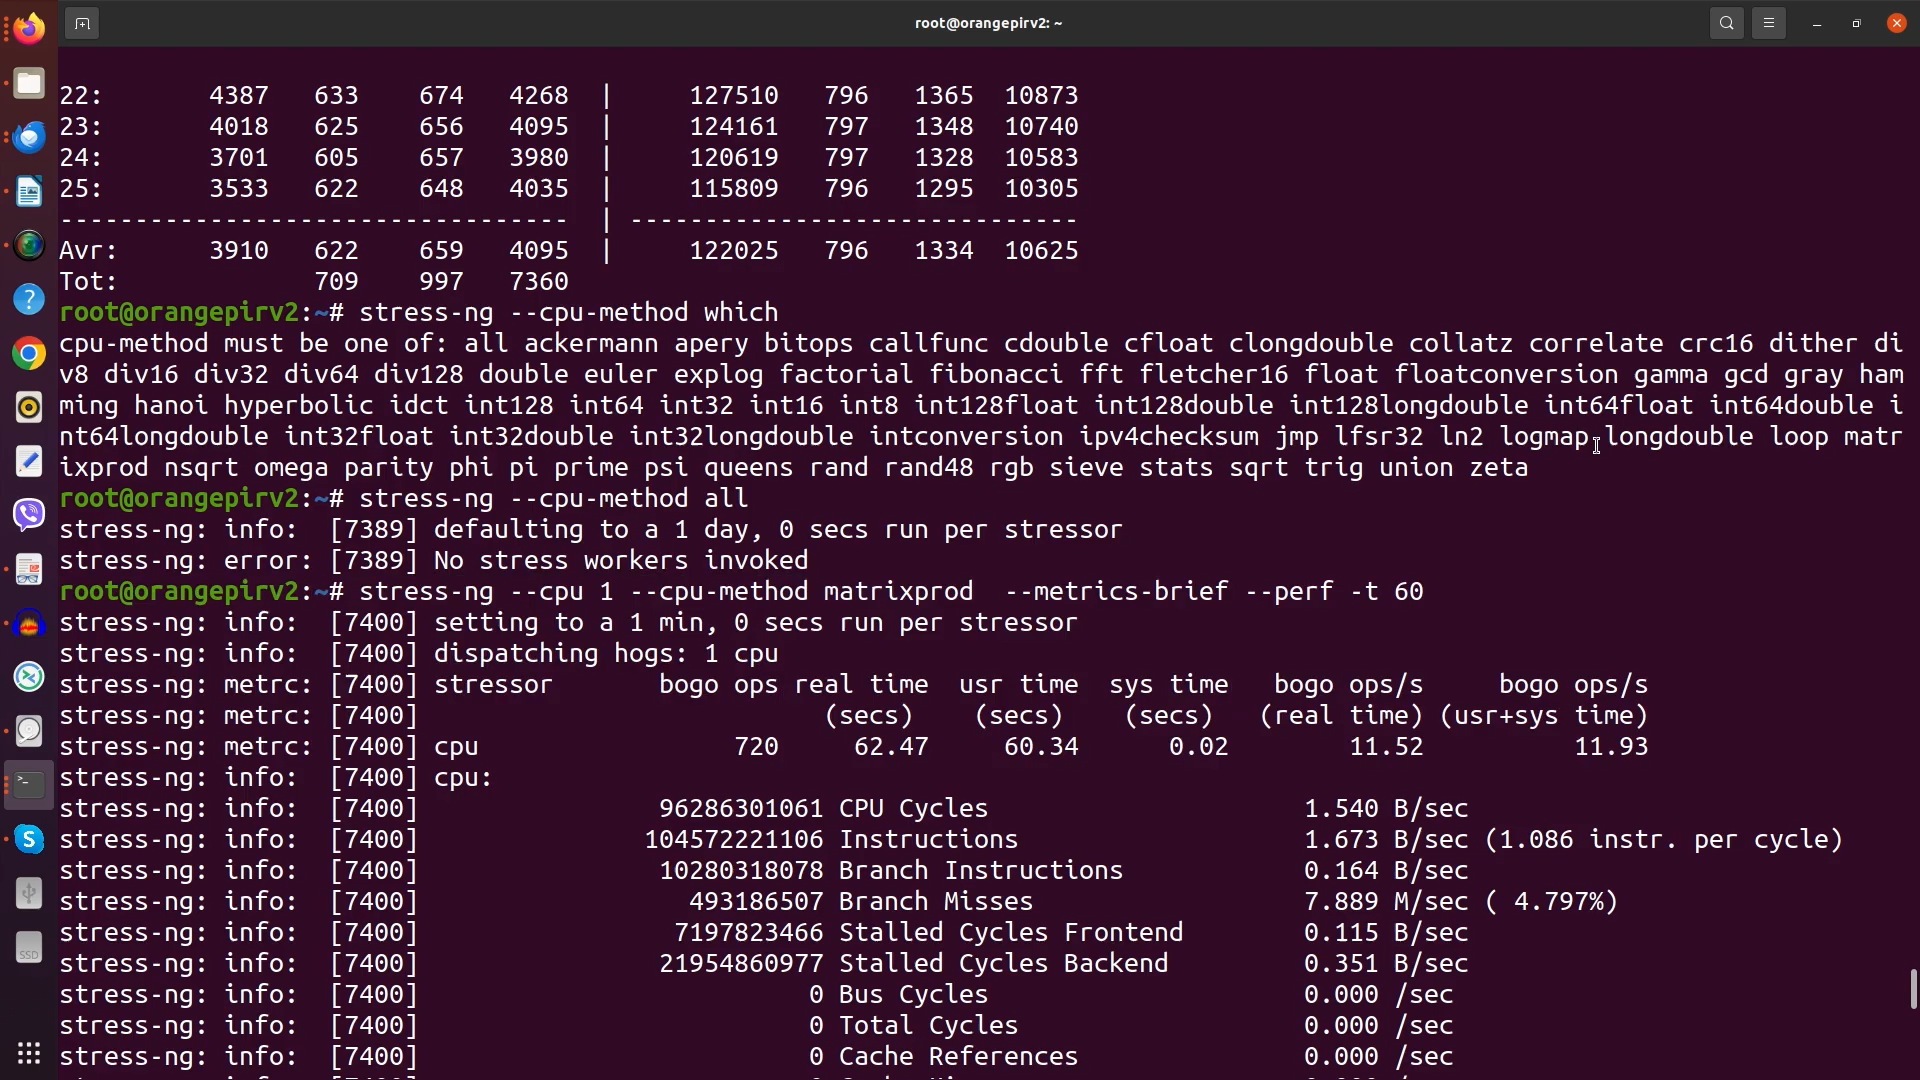 root@orangepirv2: ~
22:       4387   633    674   4268  |     127510   796   1365  10873
23:       4018   625    656   4095  |     124161   797   1348  10740
24:       3701   605    657   3980  |     120619   797   1328  10583
25:       3533   622    648   4035  |     115809   796   1295  10305
----------------------------------  | ------------------------------
Avr:      3910   622    659   4095  |     122025   796   1334  10625
Tot:             709    997   7360
root@orangepirv2:~# stress-ng --cpu-method which
cpu-method must be one of: all ackermann apery bitops callfunc cdouble cfloat clongdouble collatz correlate crc16 dither di
v8 div16 div32 div64 div128 double euler explog factorial fibonacci fft fletcher16 float floatconversion gamma gcd gray ham
ming hanoi hyperbolic idct int128 int64 int32 int16 int8 int128float int128double int128longdouble int64float int64double i
nt64longdouble int32float int32double int32longdouble intconversion ipv4checksum jmp lfsr32 ln2 logmap longdouble loop matr
ixprod nsqrt omega parity phi pi prime psi queens rand rand48 rgb sieve stats sqrt trig union zeta
root@orangepirv2:~# stress-ng --cpu-method all
stress-ng: info:  [7389] defaulting to a 1 day, 0 secs run per stressor
stress-ng: error: [7389] No stress workers invoked
root@orangepirv2:~# stress-ng --cpu 1 --cpu-method matrixprod  --metrics-brief --perf -t 60
stress-ng: info:  [7400] setting to a 1 min, 0 secs run per stressor
stress-ng: info:  [7400] dispatching hogs: 1 cpu
stress-ng: metrc: [7400] stressor       bogo ops real time  usr time  sys time   bogo ops/s     bogo ops/s
stress-ng: metrc: [7400]                           (secs)    (secs)    (secs)   (real time) (usr+sys time)
stress-ng: metrc: [7400] cpu                 720     62.47     60.34      0.02        11.52          11.93
stress-ng: info:  [7400] cpu:
stress-ng: info:  [7400]                96286301061 CPU Cycles                     1.540 B/sec
stress-ng: info:  [7400]               104572221106 Instructions                   1.673 B/sec (1.086 instr. per cycle)
stress-ng: info:  [7400]                10280318078 Branch Instructions            0.164 B/sec
stress-ng: info:  [7400]                  493186507 Branch Misses                  7.889 M/sec ( 4.797%)
stress-ng: info:  [7400]                 7197823466 Stalled Cycles Frontend        0.115 B/sec
stress-ng: info:  [7400]                21954860977 Stalled Cycles Backend         0.351 B/sec
stress-ng: info:  [7400]                          0 Bus Cycles                     0.000 /sec
stress-ng: info:  [7400]                          0 Total Cycles                   0.000 /sec
stress-ng: info:  [7400]                          0 Cache References               0.000 /sec
SSD